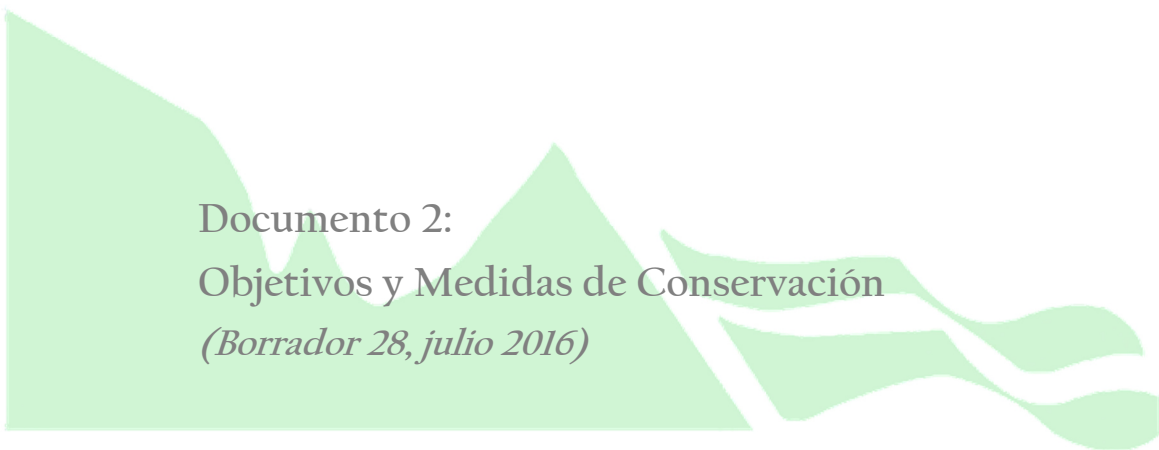 Documento 2:
Objetivos y Medidas de Conservación
(Borrador 28, julio 2016)